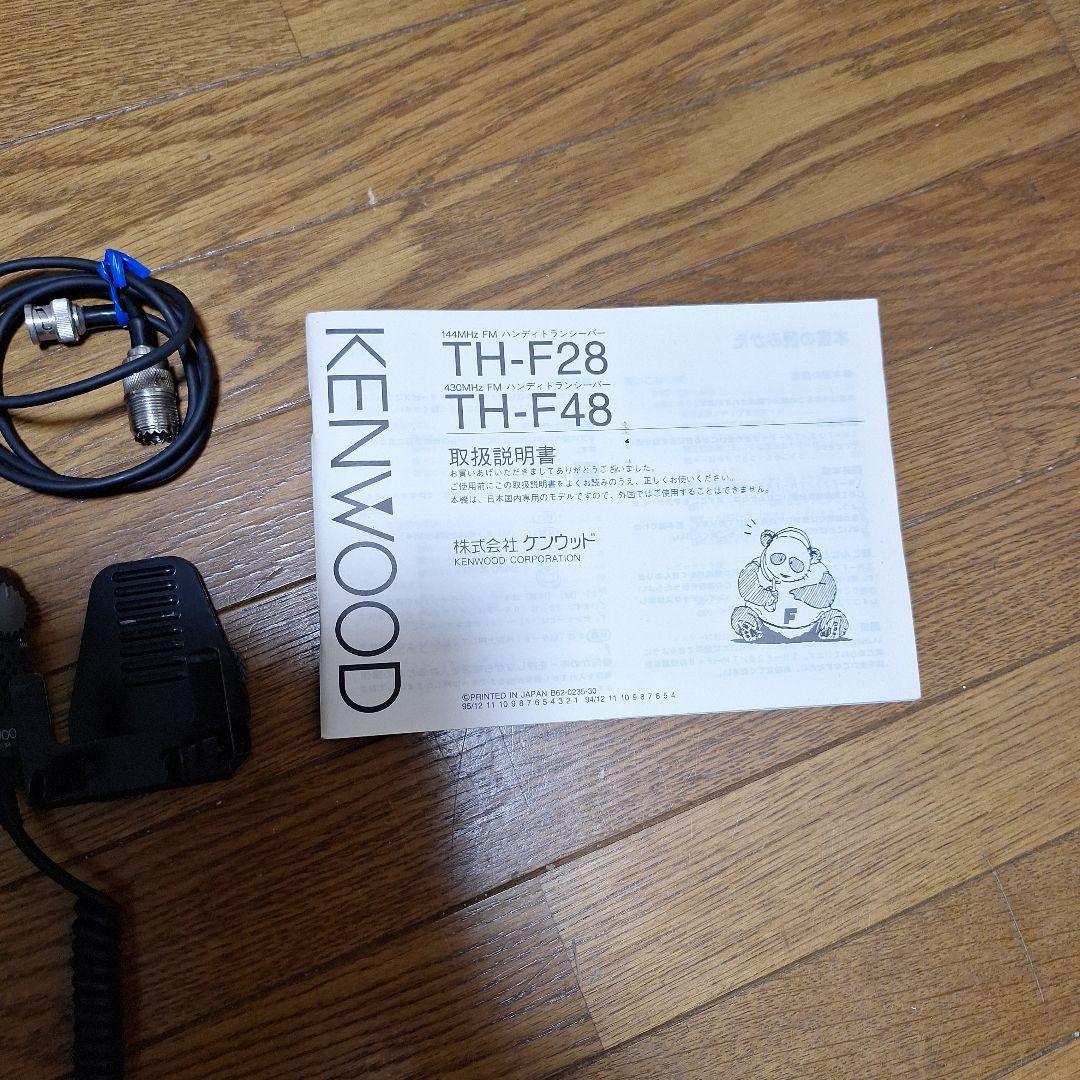 KENWOOD
144MHz FM ハンディトランシーバー
TH-F28
430MHz FM ハンディトランシーバー
TH-F48
取扱説明書
お買いあげいただきましてありがとうございました。
ご使用前にこの取扱説明書をよくお読みのうえ、正しくお使いください。
本機は、日本国内専用のモデルですので、外国ではご使用することはできません。
株式会社 ケンウッド
KENWOOD CORPORATION
F
©PRINTED IN JAPAN B62-0235-30
95/12 11 10 9 8 7 6 5 4 3 2 1 94/12 11 10 9 8 7 6 5 4